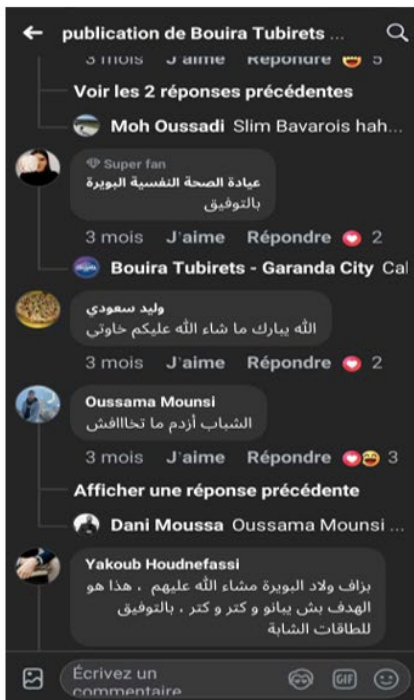 publication de Bouira Tubirets ...
3 mois J'aime Répondre 5
Voir les 2 réponses précédentes
Moh Oussadi Slim Bavarois hah...
Super fan
عيادة الصحة النفسية البويرة
بالتوفيق
3 mois J'aime Répondre 2
Bouira Tubirets - Garanda City Cal
وليد سعودي
الله يبارك ما شاء الله عليكم خاوتي
3 mois J'aime Répondre 2
Oussama Mounsi
الشباب أزدم ما تخاااافش
3 mois J'aime Répondre 3
Afficher une réponse précédente
Dani Moussa Oussama Mounsi ...
Yakoub Houdnefassi
بزاف ولاد البويرة مشاء الله عليهم ، هذا هو
الهدف بش يبانو و كتر و كتر ، بالتوفيق
للطاقات الشابة
Écrivez un
commentaire
GIF